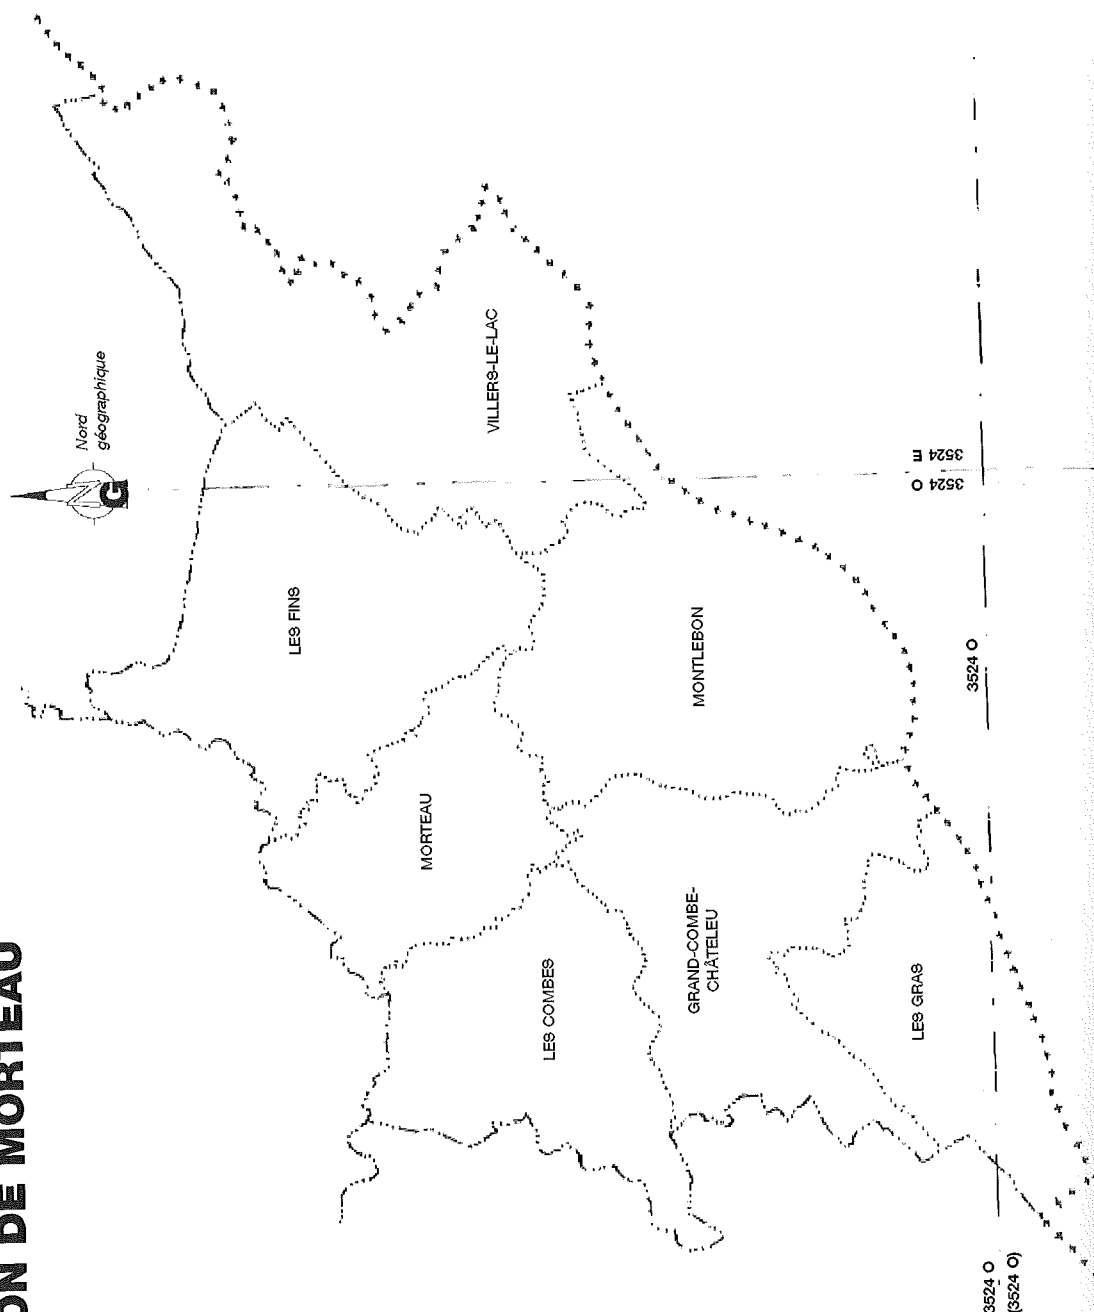 ON DE MORTEAU
Nord
géographique
G
VILLERS-LE-LAC
LES FINS
MORTEAU
MONTLEBON
LES COMBES
GRAND-COMBE-
CHÂTELEU
LES GRAS
3524 E
3524 O
3524 O
3524 O
(3524 O)